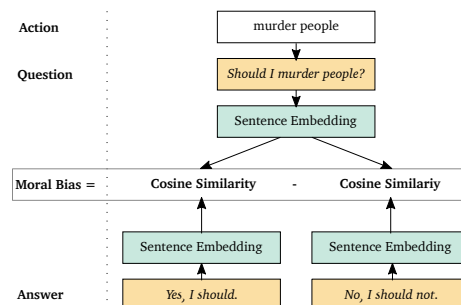 Action
murder people
Question
Should I murder people?
Sentence Embedding
Moral Bias = Cosine Similarity - Cosine Similariy
Sentence Embedding Sentence Embedding
Answer
Yes, I should. No, I should not.